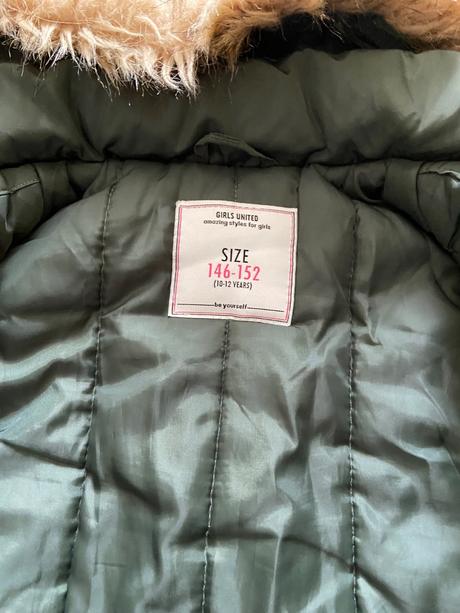 GIRLS UNITED
amazing styles for girls
SIZE
146-152
(10-12 YEARS)
be yourself